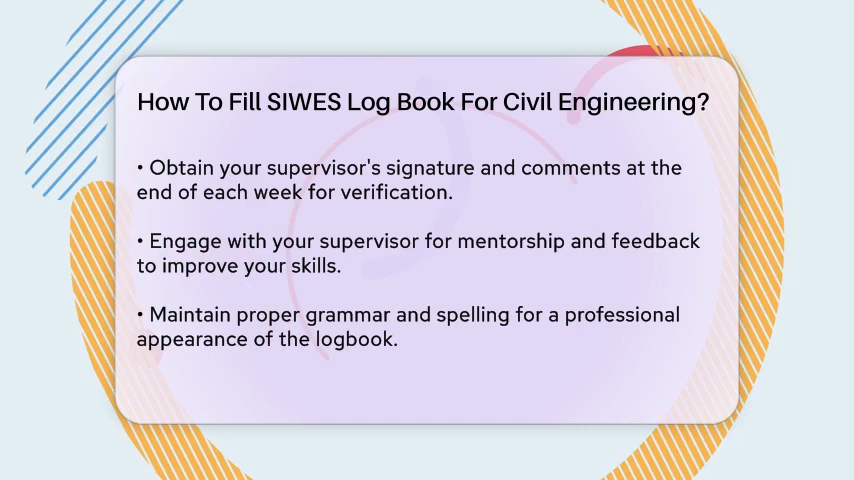 How To Fill SIWES Log Book For Civil Engineering?
• Obtain your supervisor's signature and comments at the
end of each week for verification.
• Engage with your supervisor for mentorship and feedback
to improve your skills.
• Maintain proper grammar and spelling for a professional
appearance of the logbook.